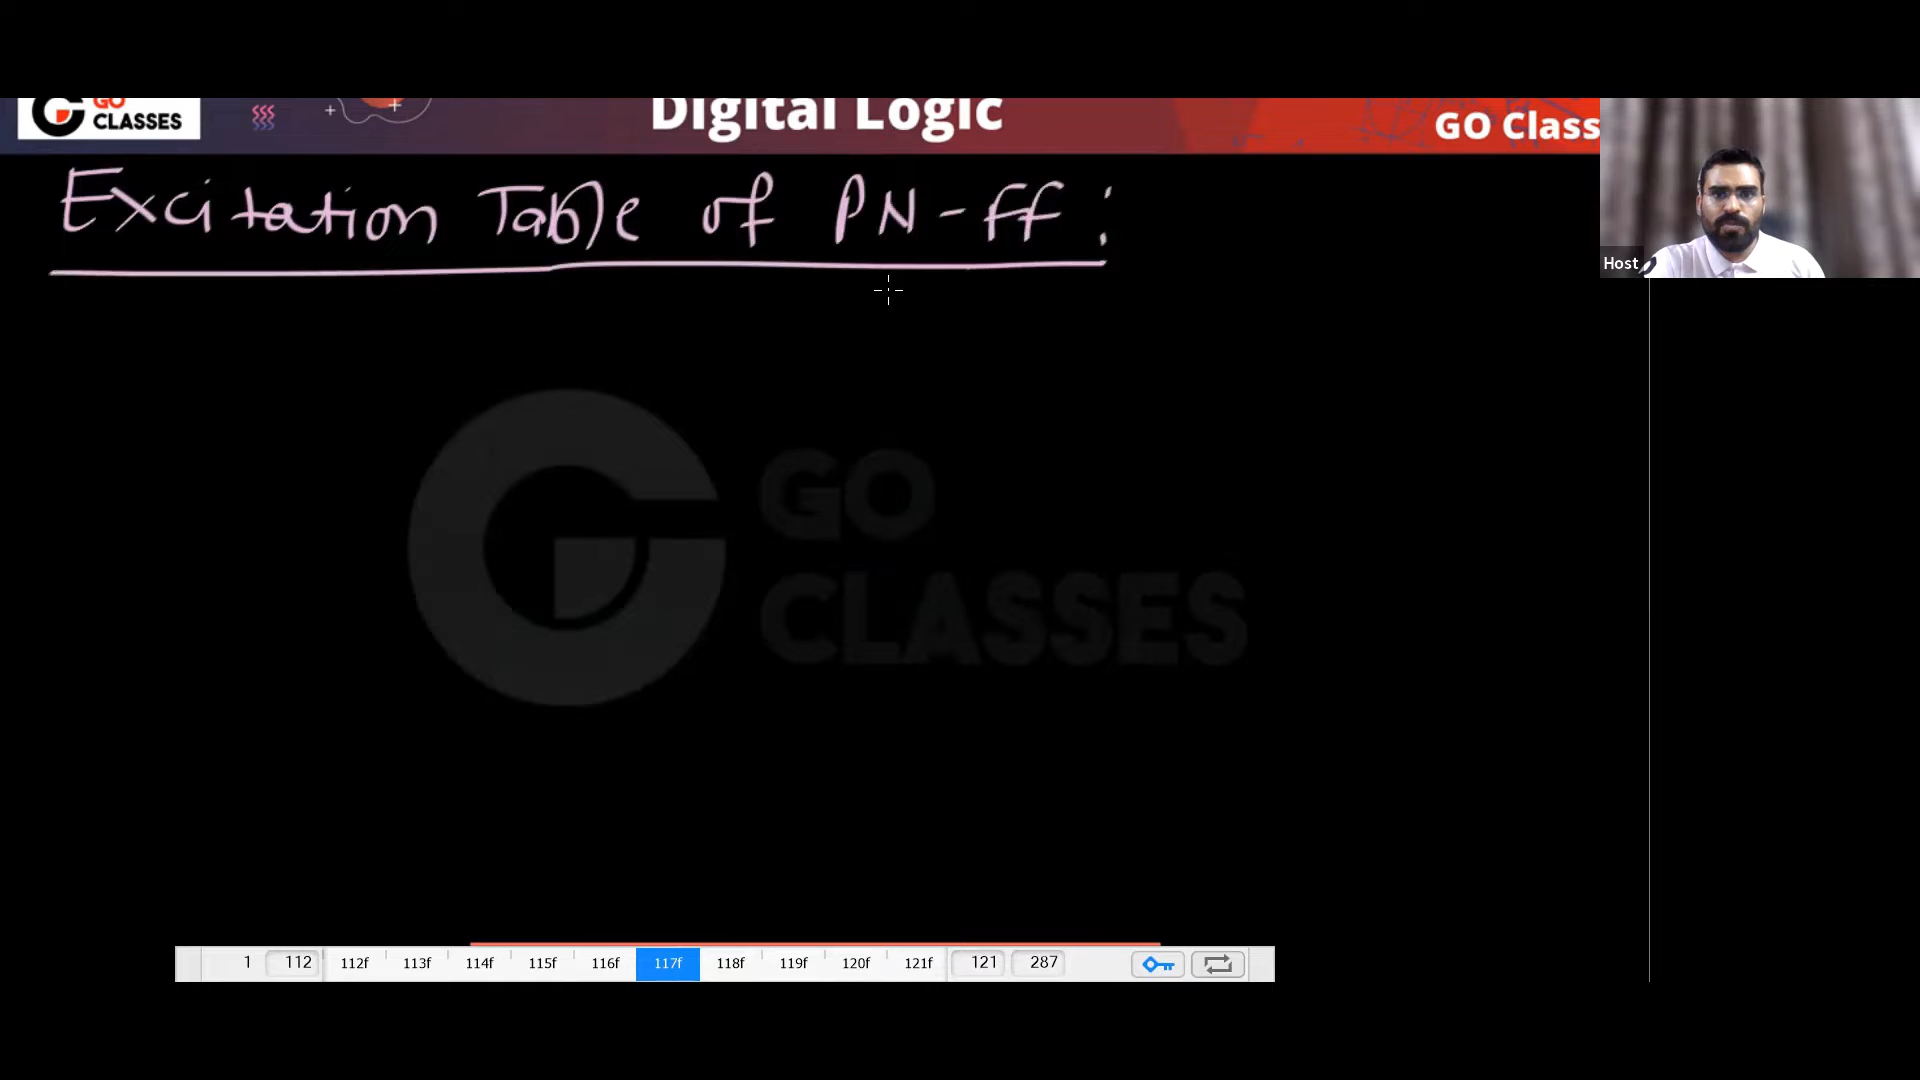 GO
CLASSES
Digital Logic
GO Class
Excitation Table of PN-ff :
Host
GO
CLASSES
1 112 112f 113f 114f 115f 116f 117f 118f 119f 120f 121f 121 287